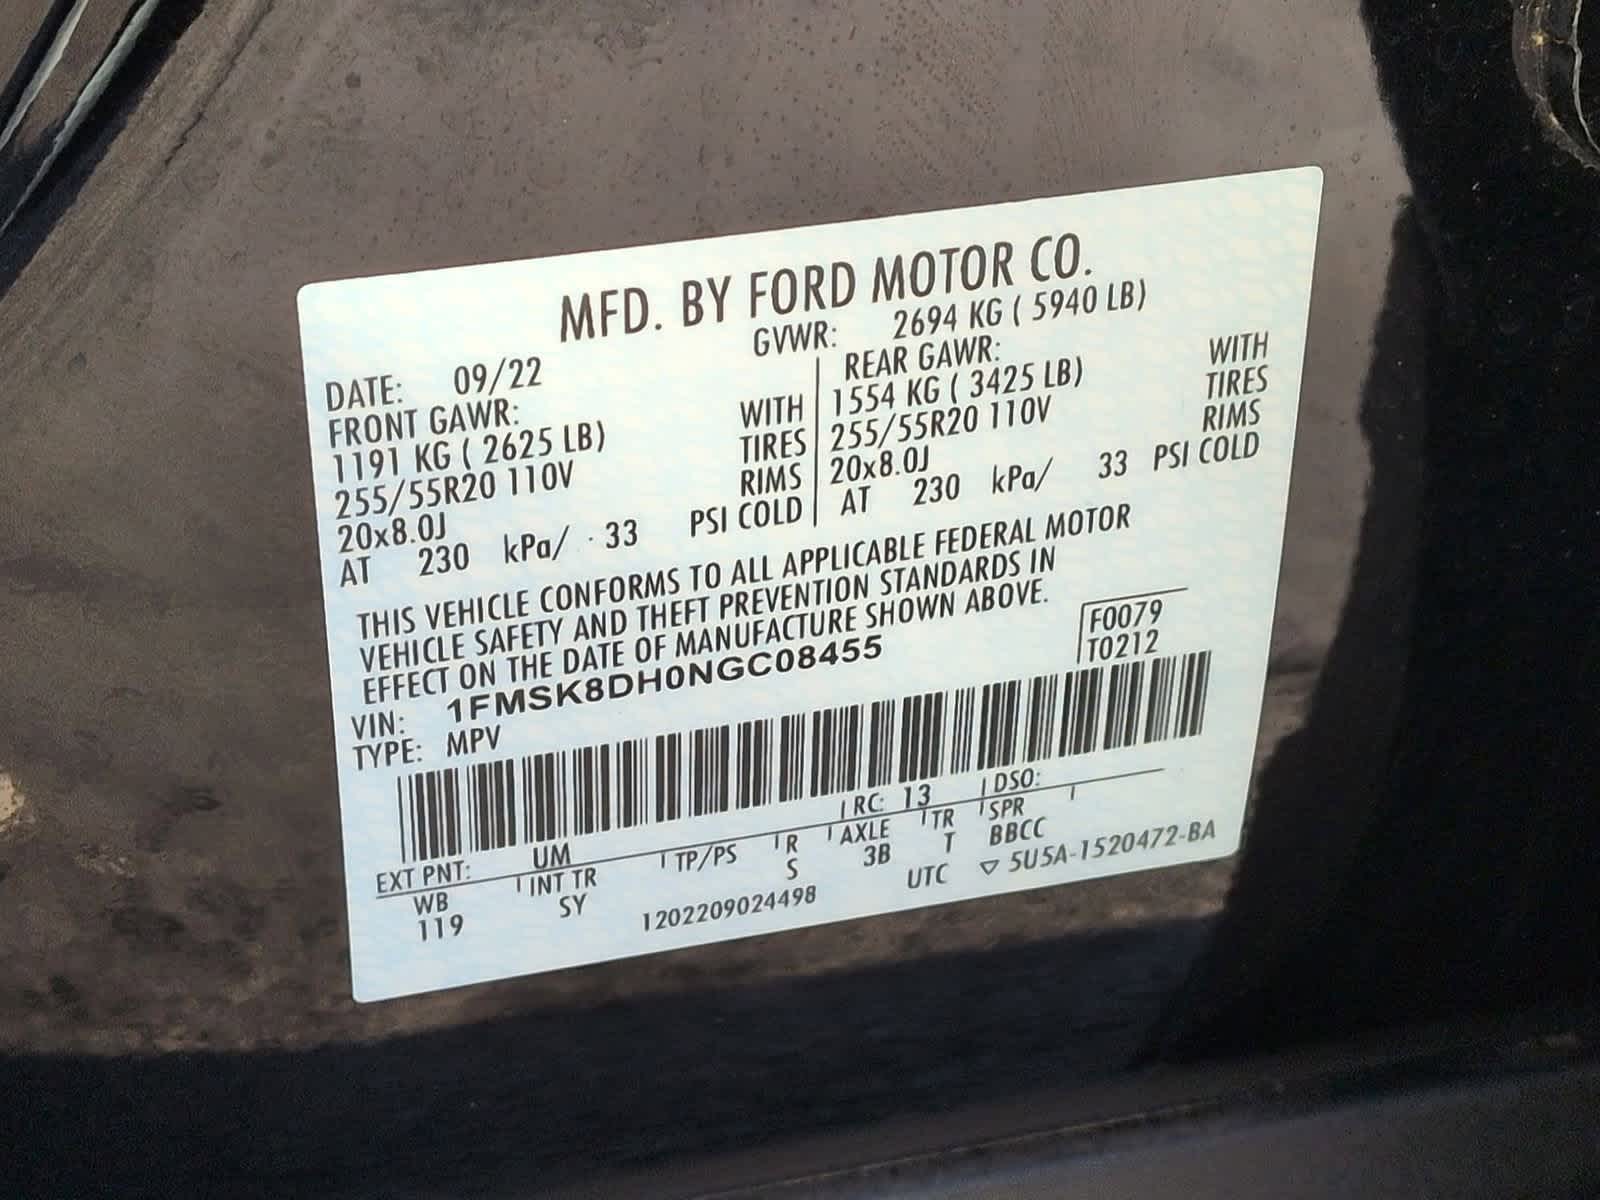 MFD. BY FORD MOTOR CO.
DATE: 09/22 GVWR: 2694 KG ( 5940 LB)
FRONT GAWR: REAR GAWR:
1191 KG ( 2625 LB) WITH 1554 KG ( 3425 LB) WITH
255/55R20 110V TIRES 255/55R20 110V TIRES
20x8.0J RIMS 20x8.0J RIMS
AT 230 kPa/ 33 PSI COLD AT 230 kPa/ 33 PSI COLD
THIS VEHICLE CONFORMS TO ALL APPLICABLE FEDERAL MOTOR
VEHICLE SAFETY AND THEFT PREVENTION STANDARDS IN
EFFECT ON THE DATE OF MANUFACTURE SHOWN ABOVE.
VIN: 1FMSK8DH0NGC08455 F0079
TYPE: MPV T0212
EXT PNT: UM RC: 13 DSO:
WB INT TR TP/PS R AXLE TR SPR
119 SY S 3B T BBCC
1202209024498 UTC ▽ 5U5A-1520472-BA